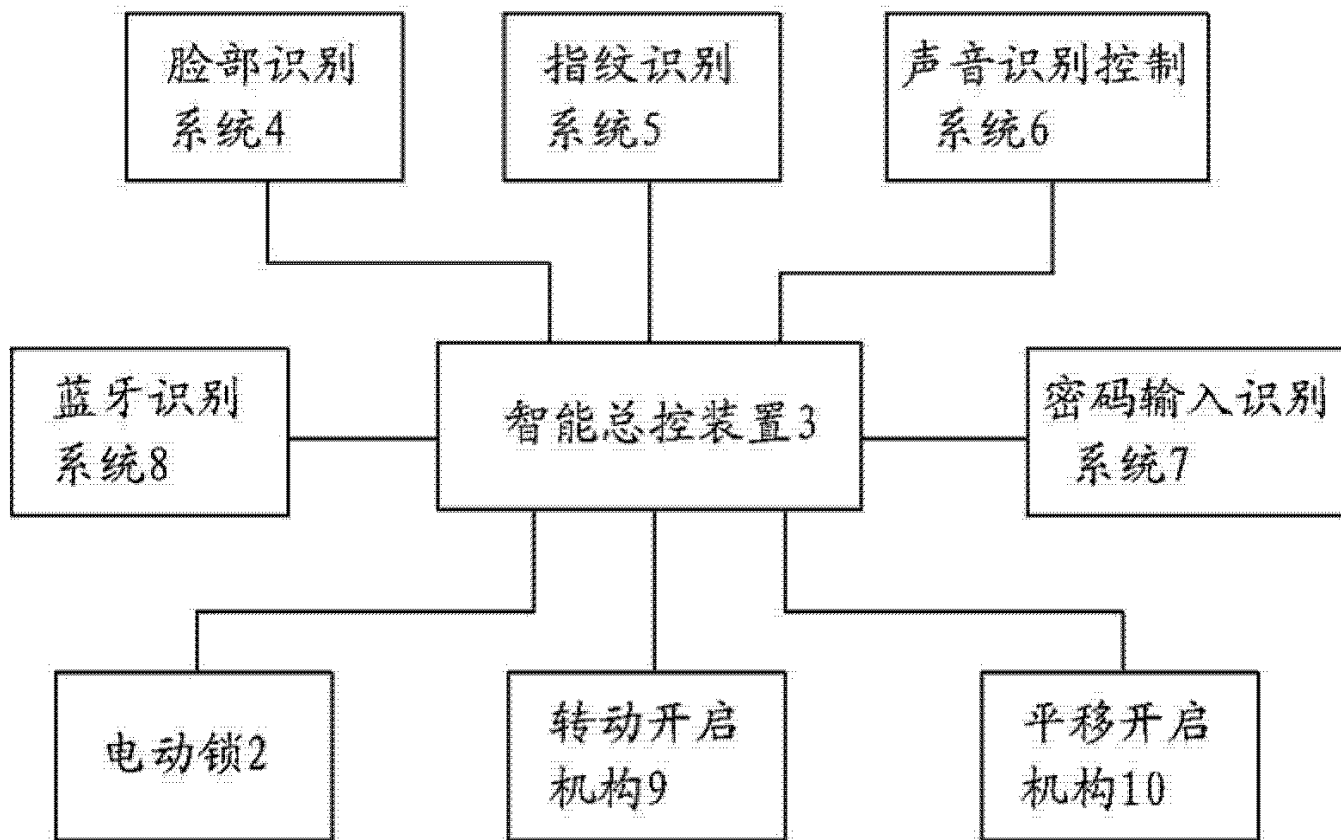 脸部识别
系统4
指纹识别
系统5
声音识别控制
系统6
蓝牙识别
系统8
智能总控装置3
密码输入识别
系统7
电动锁2
转动开启
机构9
平移开启
机构10